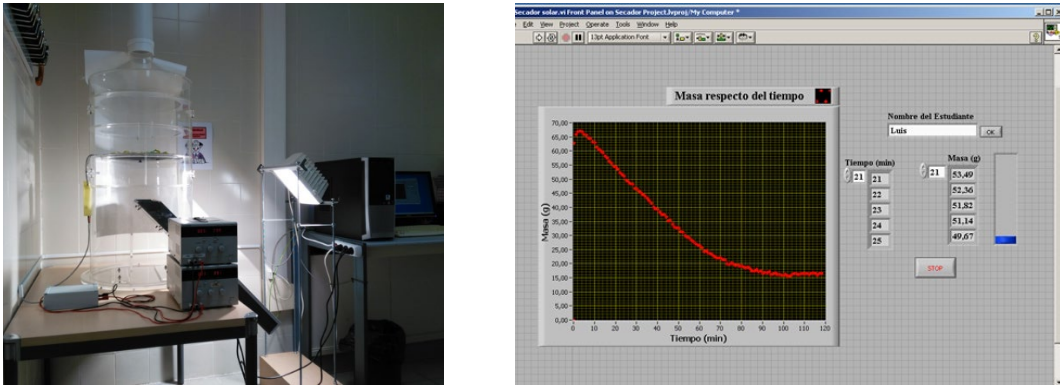 Secador solar.vi Front Panel on Secador Project.lvproj/My Computer *
Edit View Project Operate Tools Window Help
13pt Application Font
Masa respecto del tiempo
70,00
65,00
60,00
55,00
50,00
45,00
40,00
35,00
30,00
25,00
20,00
15,00
10,00
5,00
0,00
Masa (g)
0 10 20 30 40 50 60 70 80 90 100 110 120
Tiempo (min)
Nombre del Estudiante
Luis OK
Tiempo (min) Masa (g)
21 21 21 53,49
22 52,36
23 51,82
24 51,14
25 49,67
STOP